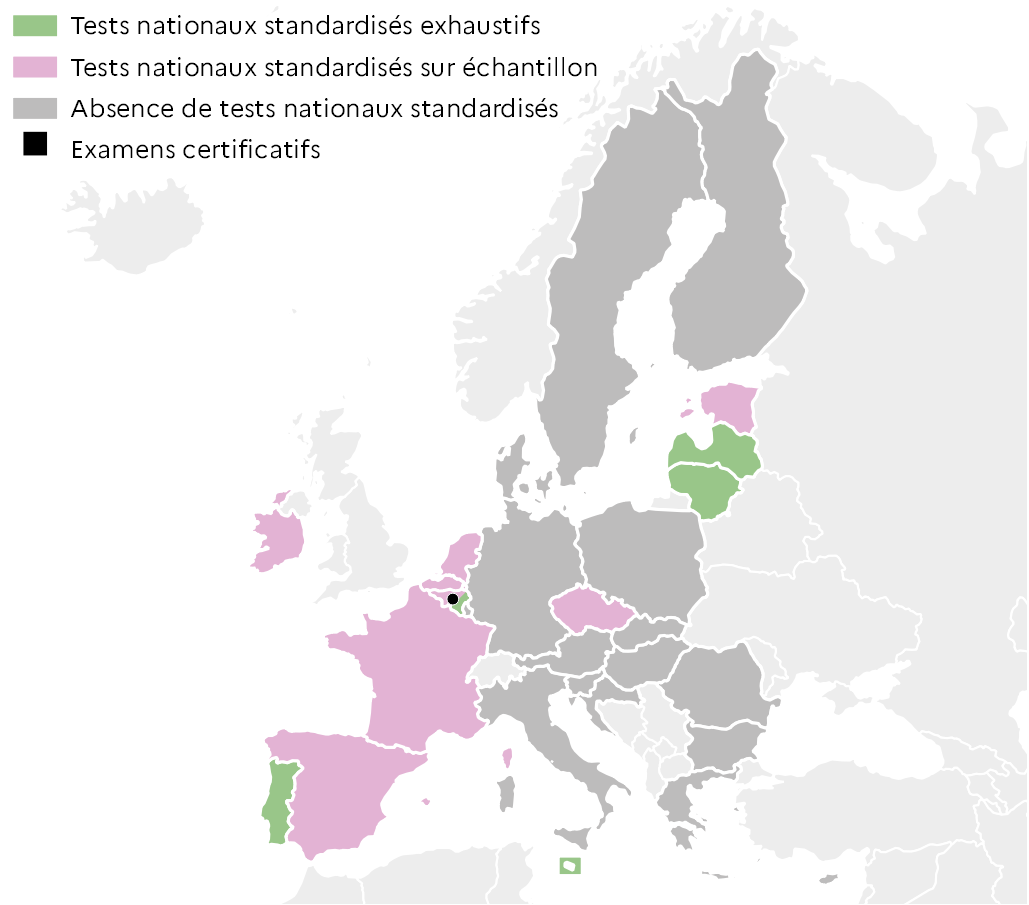 Tests nationaux standardisés exhaustifs
Tests nationaux standardisés sur échantillon
Absence de tests nationaux standardisés
Examens certificatifs